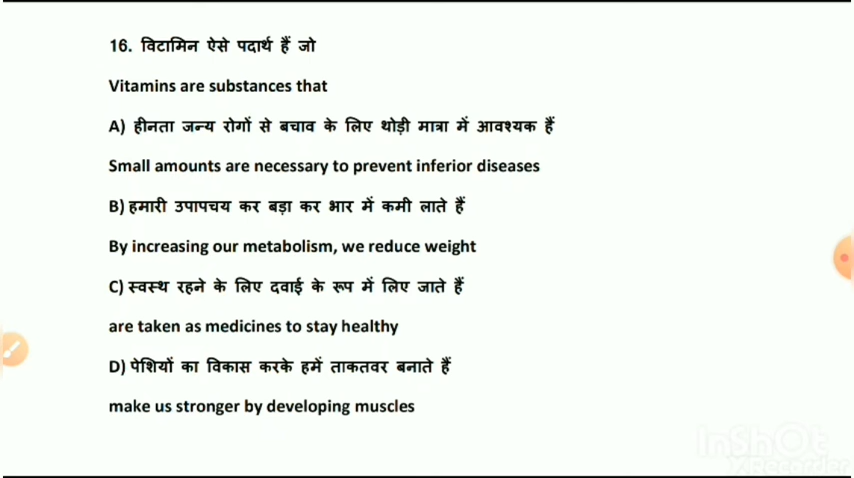 16. विटामिन ऐसे पदार्थ हैं जो
Vitamins are substances that
A) हीनता जन्य रोगों से बचाव के लिए थोड़ी मात्रा में आवश्यक हैं
Small amounts are necessary to prevent inferior diseases
B) हमारी उपापचय कर बड़ा कर भार में कमी लाते हैं
By increasing our metabolism, we reduce weight
C) स्वस्थ रहने के लिए दवाई के रूप में लिए जाते हैं
are taken as medicines to stay healthy
D) पेशियों का विकास करके हमें ताकतवर बनाते हैं
make us stronger by developing muscles
InShOt